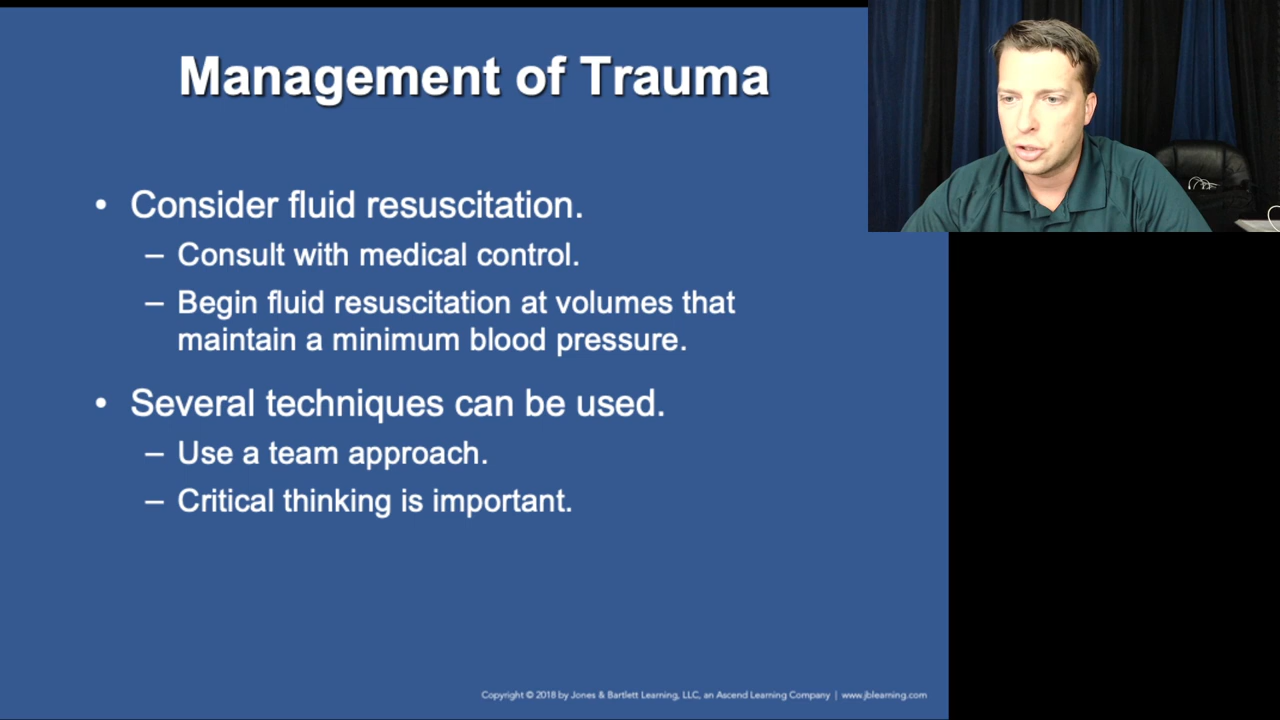 Management of Trauma
• Consider fluid resuscitation.
– Consult with medical control.
– Begin fluid resuscitation at volumes that
maintain a minimum blood pressure.
• Several techniques can be used.
– Use a team approach.
– Critical thinking is important.
Copyright © 2018 by Jones & Bartlett Learning, LLC, an Ascend Learning Company | www.jblearning.com